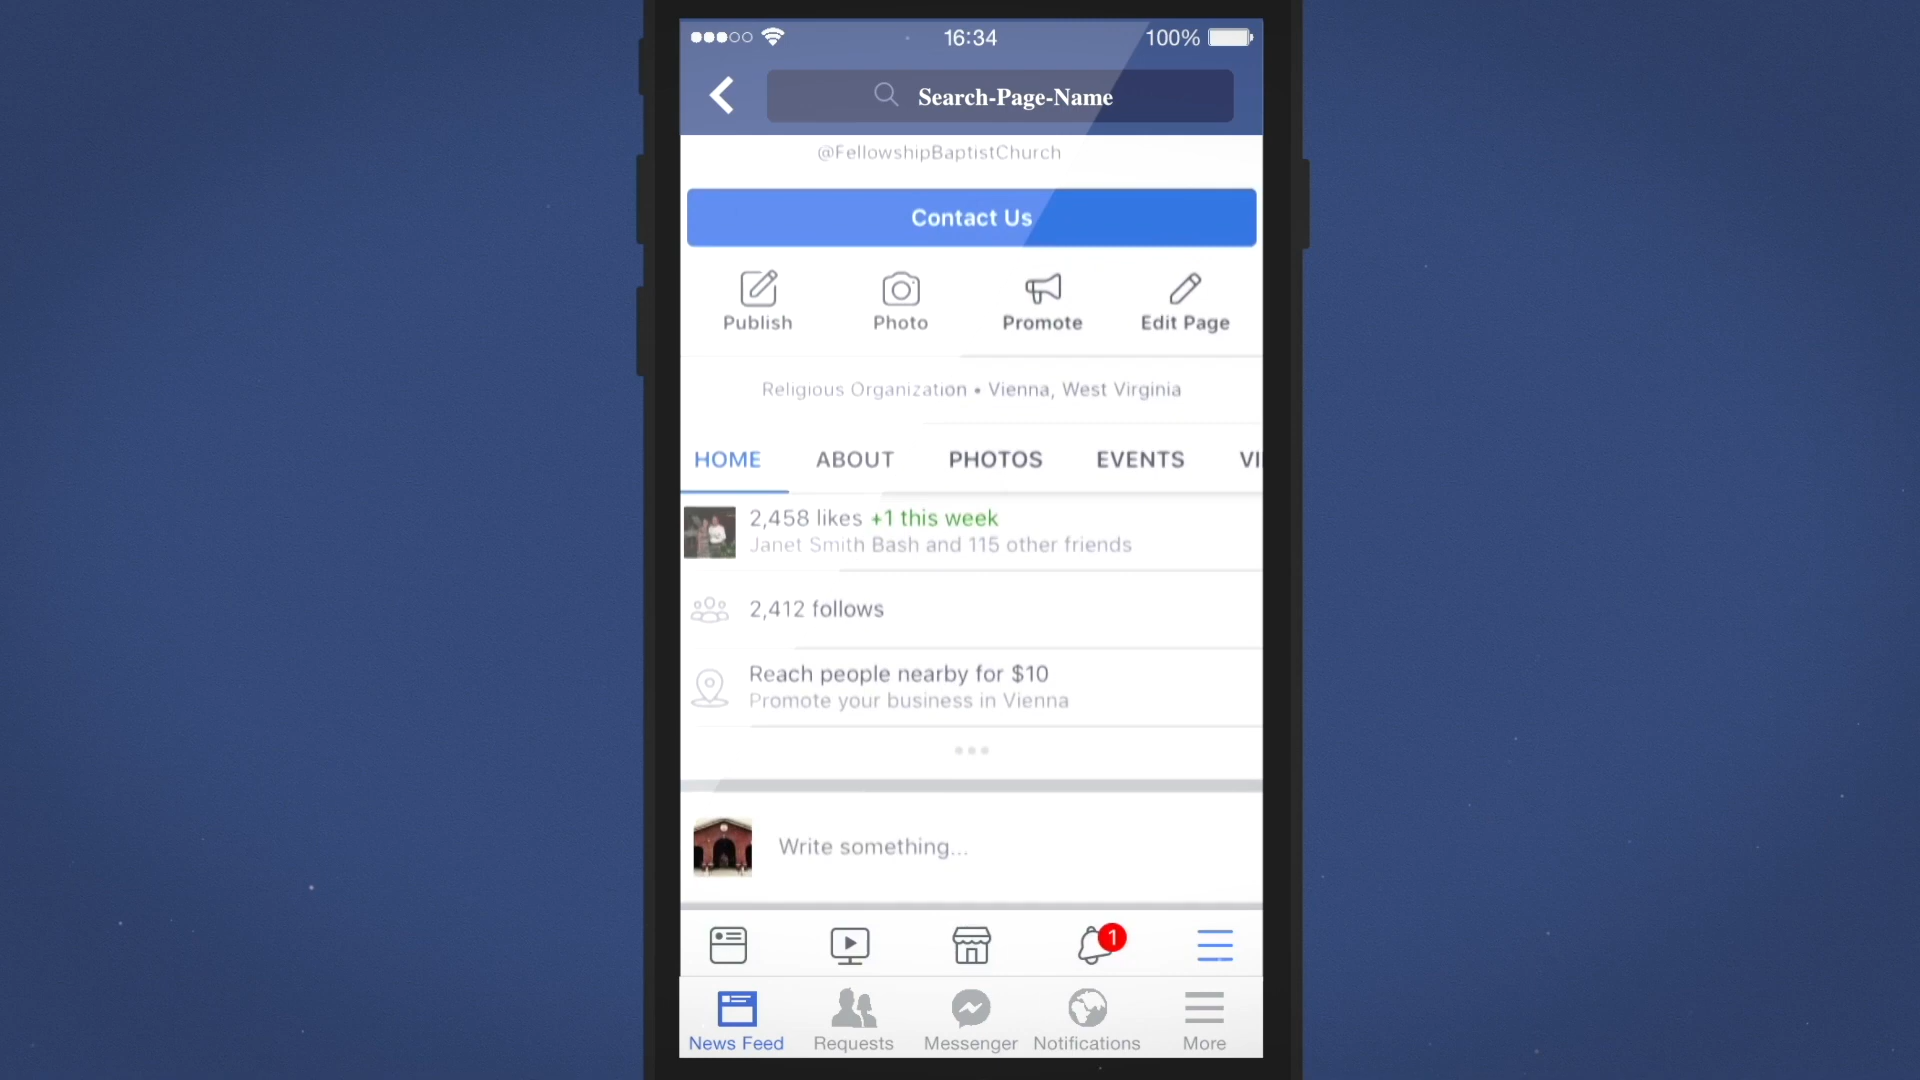 16:34
100%
Search-Page-Name
@FellowshipBaptistChurch
Contact Us
Publish
Photo
Promote
Edit Page
Religious Organization • Vienna, West Virginia
HOME
ABOUT
PHOTOS
EVENTS
VI
2,458 likes +1 this week
Janet Smith Bash and 115 other friends
2,412 follows
Reach people nearby for $10
Promote your business in Vienna
Write something...
1
News Feed
Requests
Messenger
Notifications
More